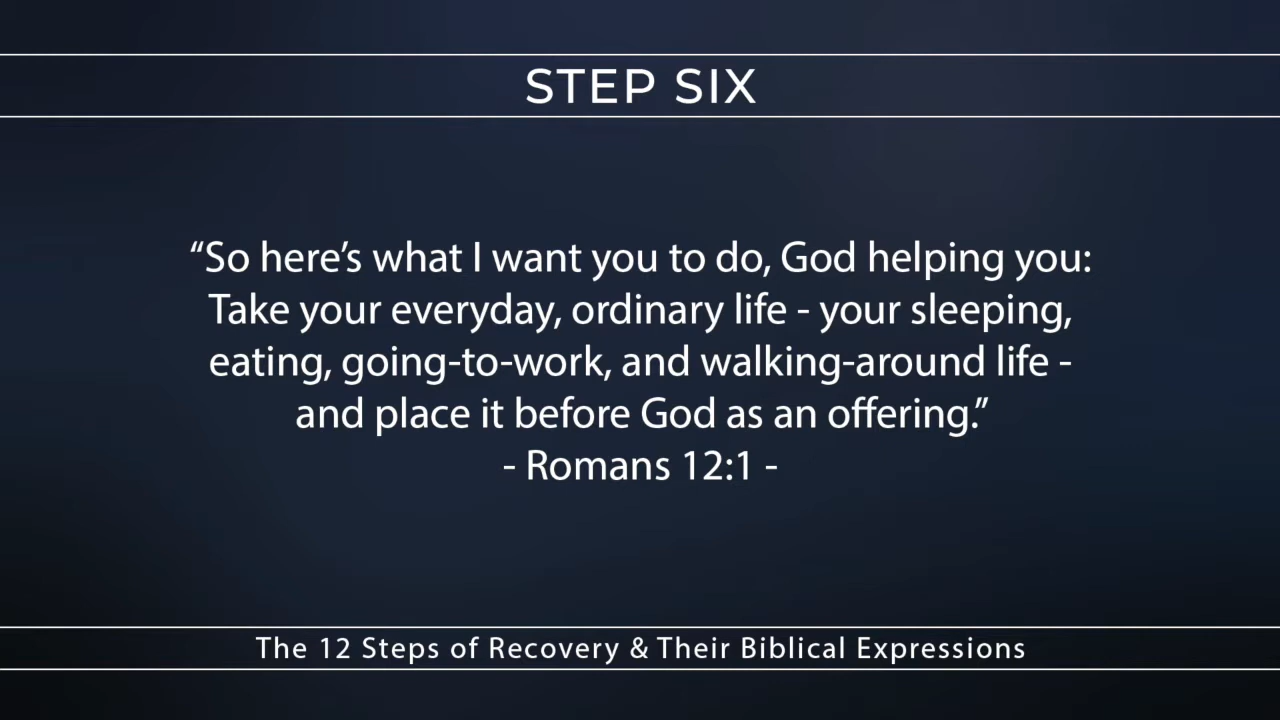 STEP SIX
“So here’s what I want you to do, God helping you:
Take your everyday, ordinary life - your sleeping,
eating, going-to-work, and walking-around life -
and place it before God as an offering.”
- Romans 12:1 -
The 12 Steps of Recovery & Their Biblical Expressions